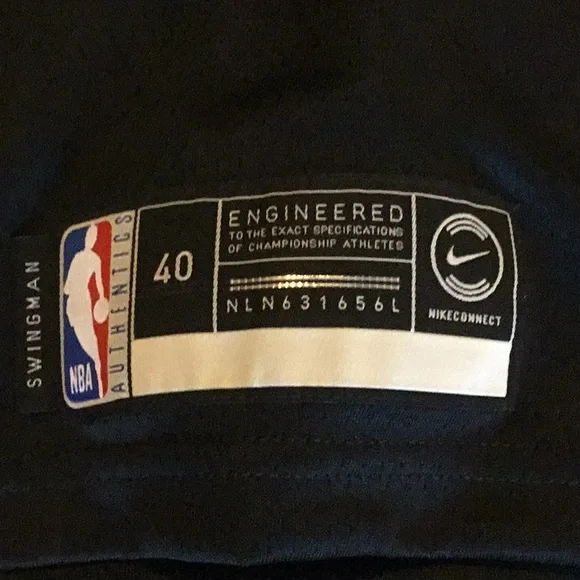 SWINGMAN
NBA
AUTHENTICS
40
ENGINEERED
TO THE EXACT SPECIFICATIONS
OF CHAMPIONSHIP ATHLETES
NLN631656L
NIKECONNECT